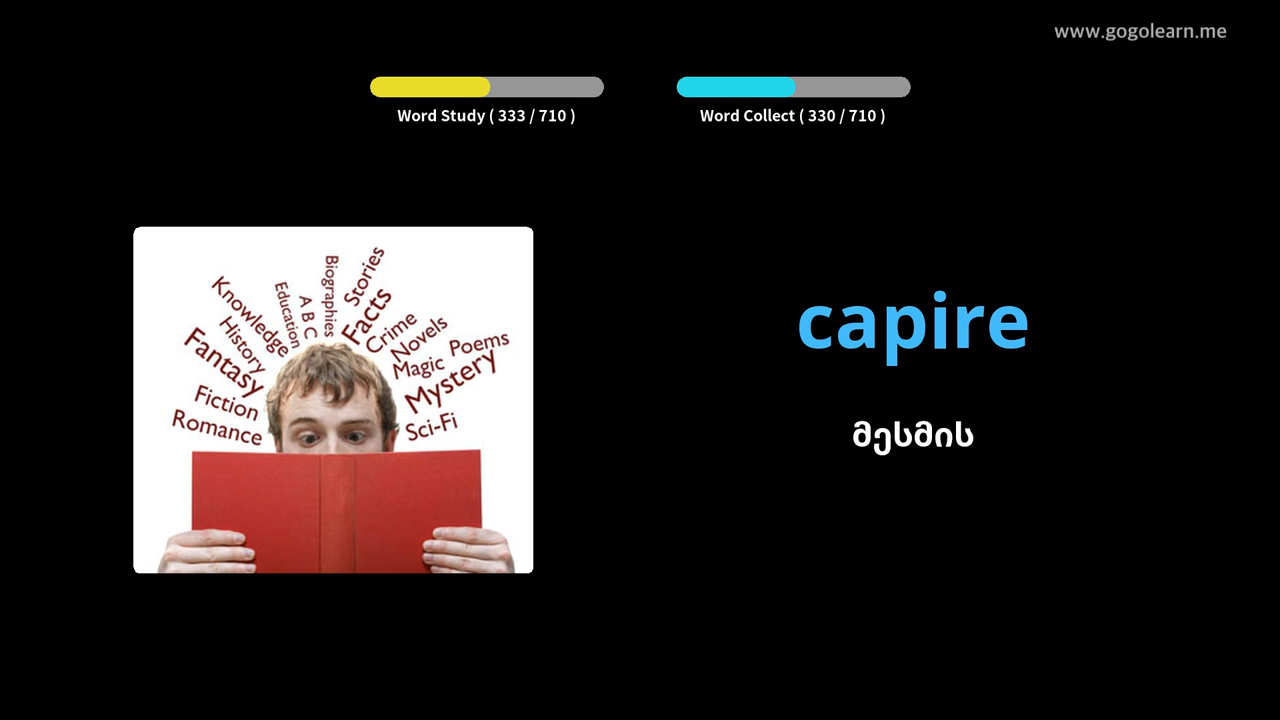 www.gogolearn.me
Word Study ( 333 / 710 )
Word Collect ( 330 / 710 )
Stories
Biographies
Facts
A B C
Education
Knowledge
Crime
Novels
History
Poems
Fantasy
Magic
Mystery
Fiction
Sci-Fi
Romance
capire
მესმის